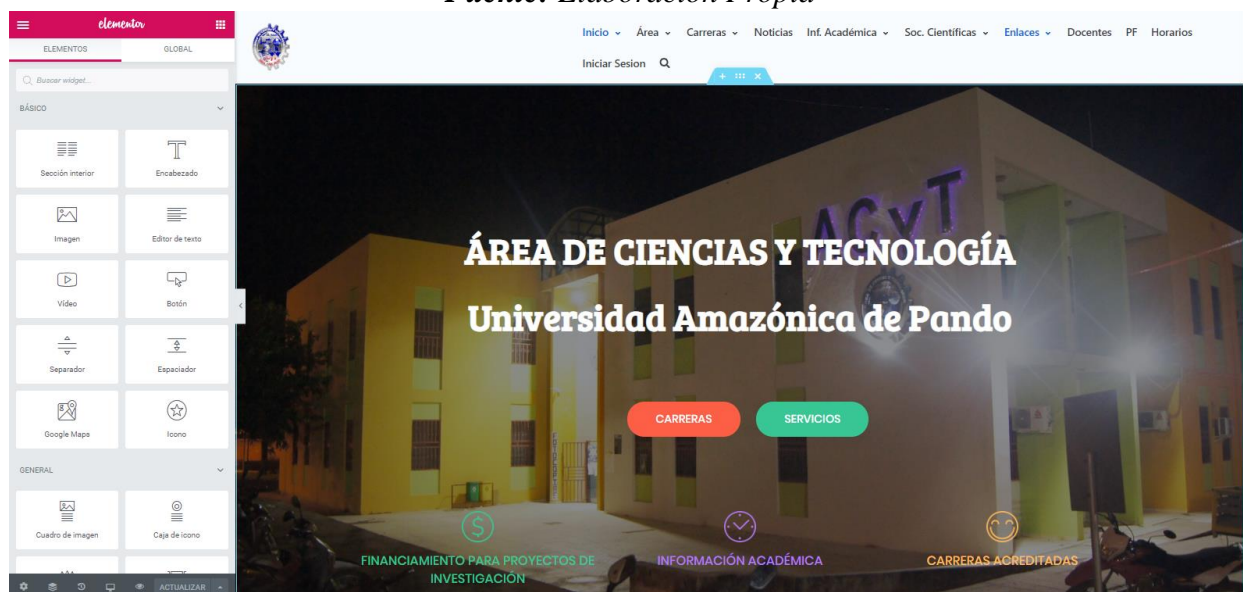 Fuente: Elaboración Propia
elementor
ELEMENTOS GLOBAL
Buscar widget...
BÁSICO
Sección interior Encabezado
Imagen Editor de texto
Vídeo Botón
Separador Espaciador
Google Maps Icono
GENERAL
Cuadro de imagen Caja de icono
ACTUALIZAR
Inicio Área Carreras Noticias Inf. Académica Soc. Científicas Enlaces Docentes PF Horarios
Iniciar Sesion
ACyT
ÁREA DE CIENCIAS Y TECNOLOGÍA
Universidad Amazónica de Pando
CARRERAS SERVICIOS
FINANCIAMIENTO PARA PROYECTOS DE
INVESTIGACIÓN
INFORMACIÓN ACADÉMICA
CARRERAS ACREDITADAS